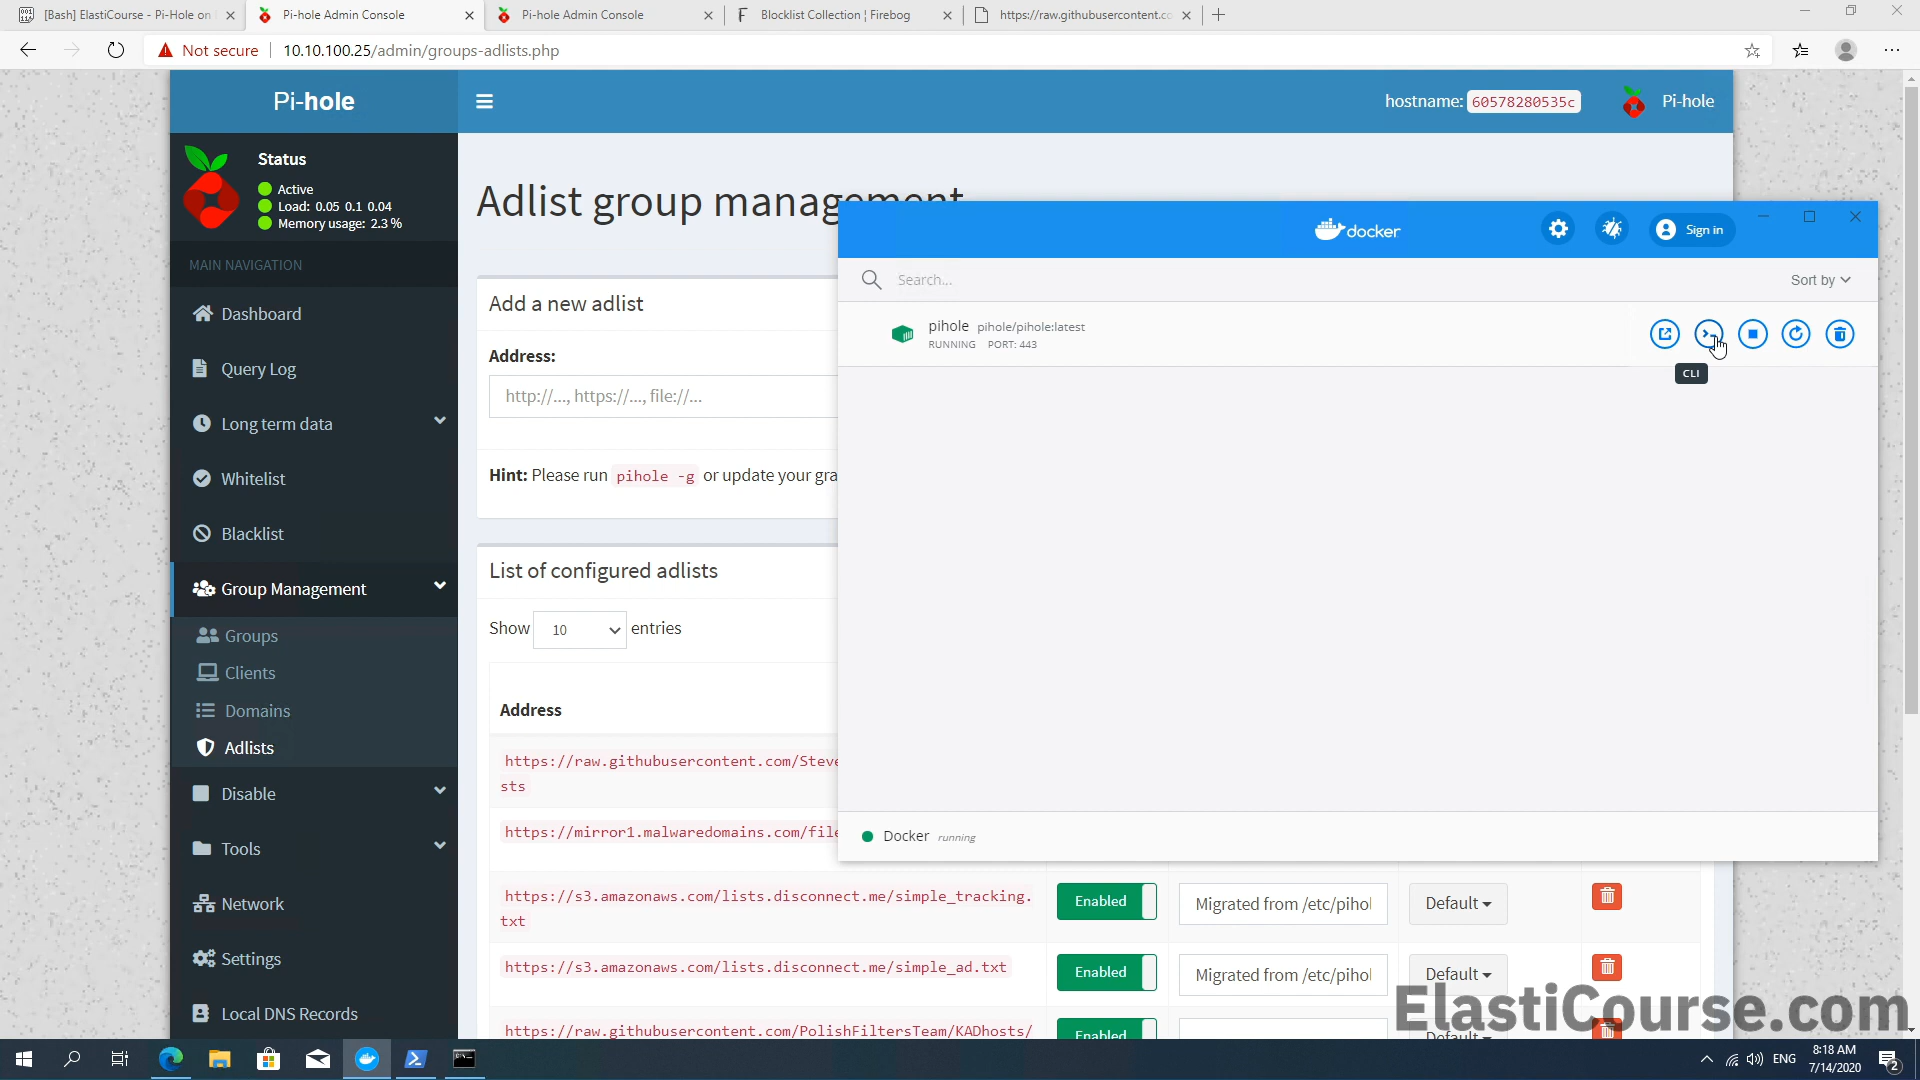 [Bash] ElastiCourse - Pi-Hole on
Pi-hole Admin Console
Pi-hole Admin Console
Blocklist Collection | Firebog
https://raw.githubusercontent.co
Not secure
10.10.100.25/admin/groups-adlists.php
Pi-hole
hostname: 60578280535c
Pi-hole
Status
Active
Load: 0.05 0.1 0.04
Memory usage: 2.3 %
MAIN NAVIGATION
Dashboard
Query Log
Long term data
Whitelist
Blacklist
Group Management
Groups
Clients
Domains
Adlists
Disable
Tools
Network
Settings
Local DNS Records
Adlist group management
Add a new adlist
Address:
http://..., https://..., file://...
Hint: Please run pihole -g or update your gra
List of configured adlists
Show 10 entries
Address
https://raw.githubusercontent.com/Steve
sts
https://mirror1.malwaredomains.com/file
https://s3.amazonaws.com/lists.disconnect.me/simple_tracking.
txt
Enabled
Migrated from /etc/pihol
Default
https://s3.amazonaws.com/lists.disconnect.me/simple_ad.txt
Enabled
Migrated from /etc/pihol
Default
https://raw.githubusercontent.com/PolishFiltersTeam/KADhosts/
Enabled
Default
docker
Sign in
Search...
Sort by
pihole pihole/pihole:latest
RUNNING PORT: 443
CLI
Docker running
ElastiCourse.com
ENG
8:18 AM
7/14/2020
2